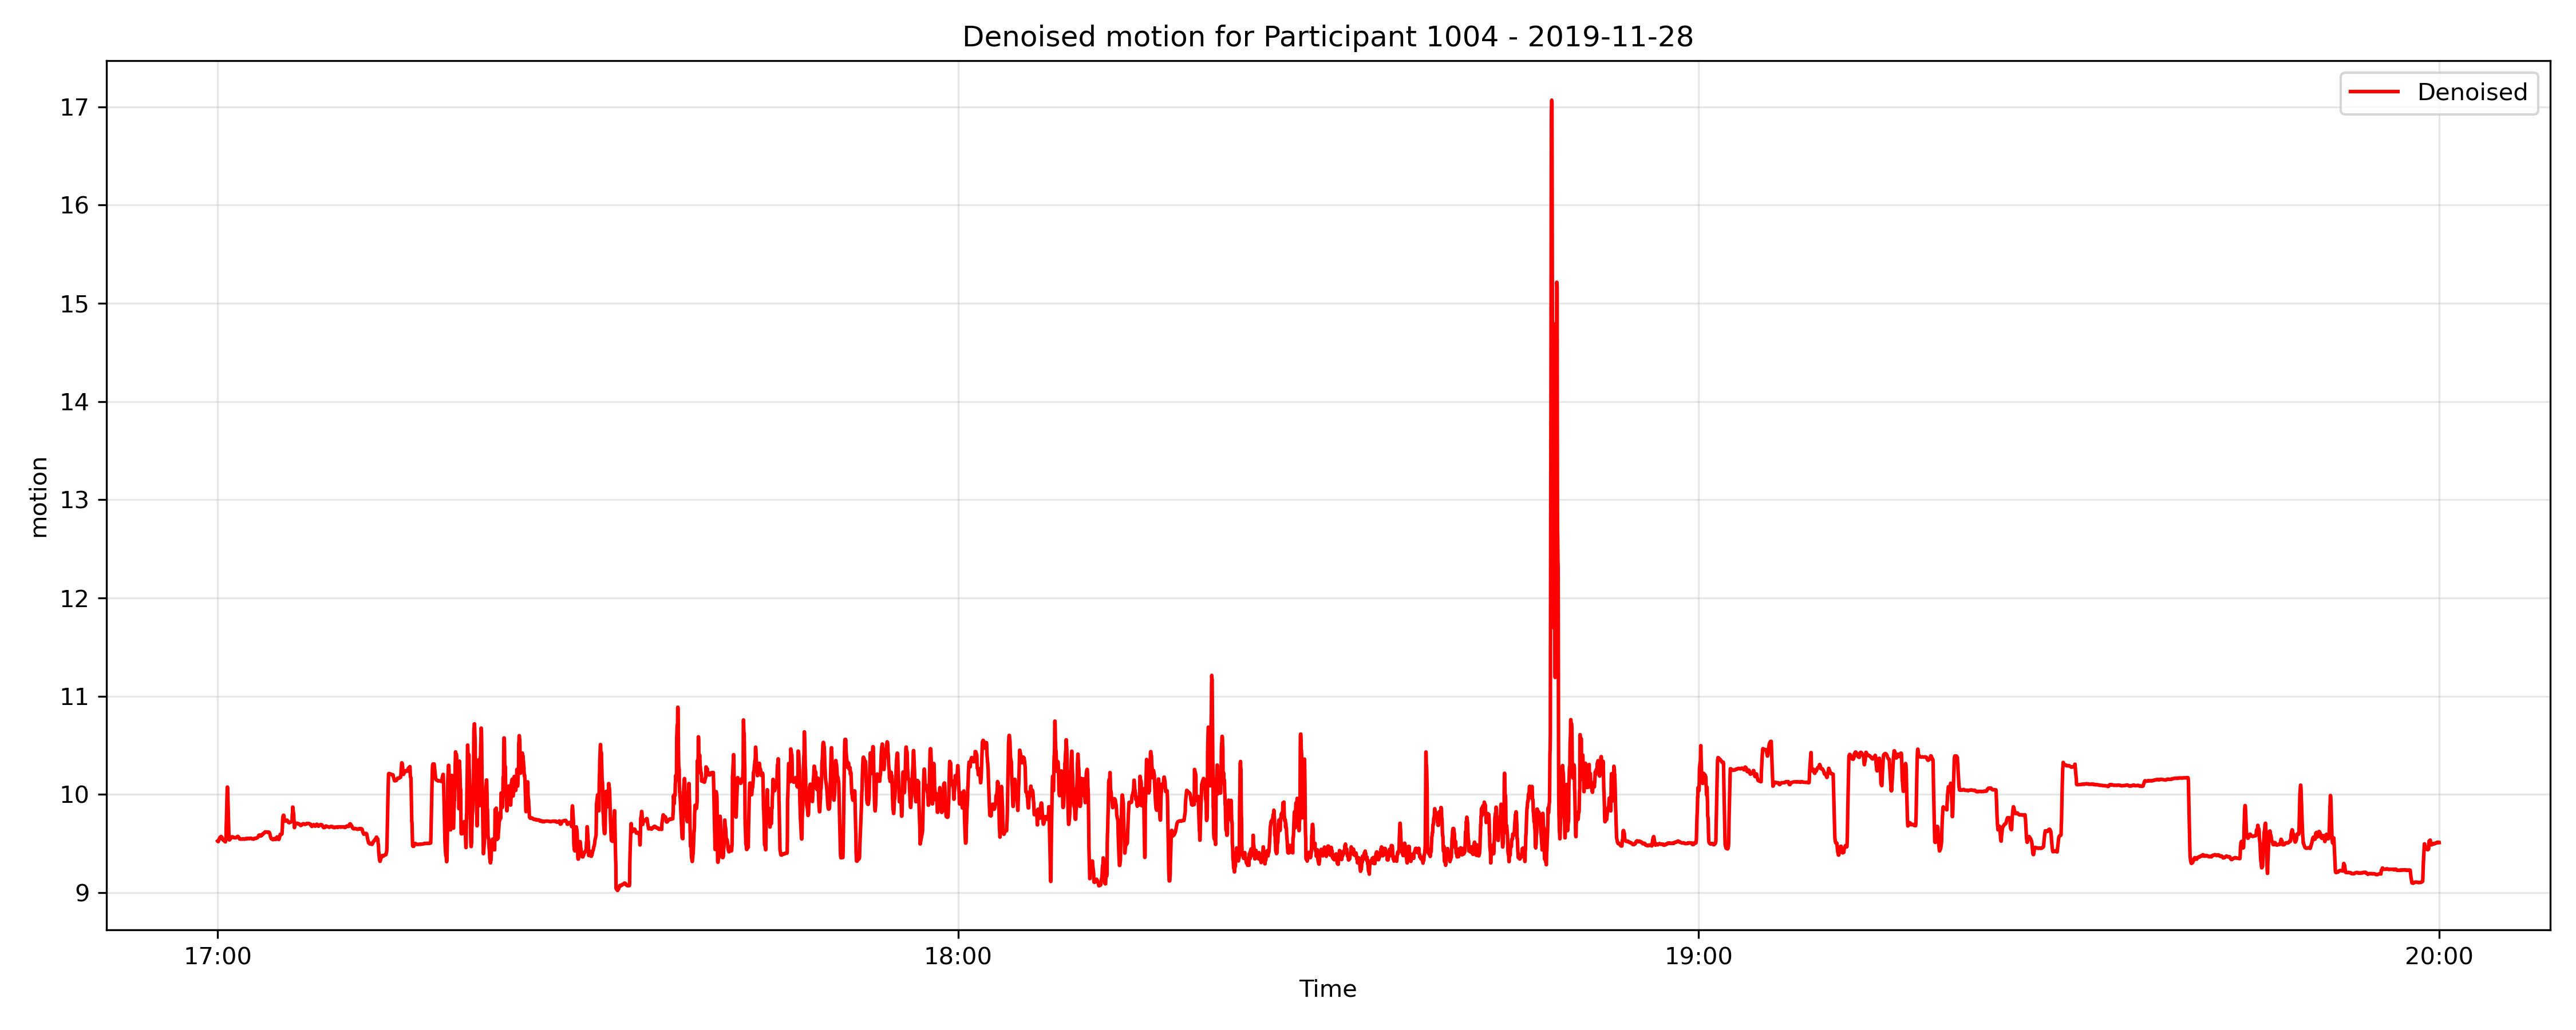 Denoised motion for Participant 1004 - 2019-11-28
Denoised
17
16
15
14
13
12
11
10
9
motion
17:00 18:00 19:00 20:00
Time